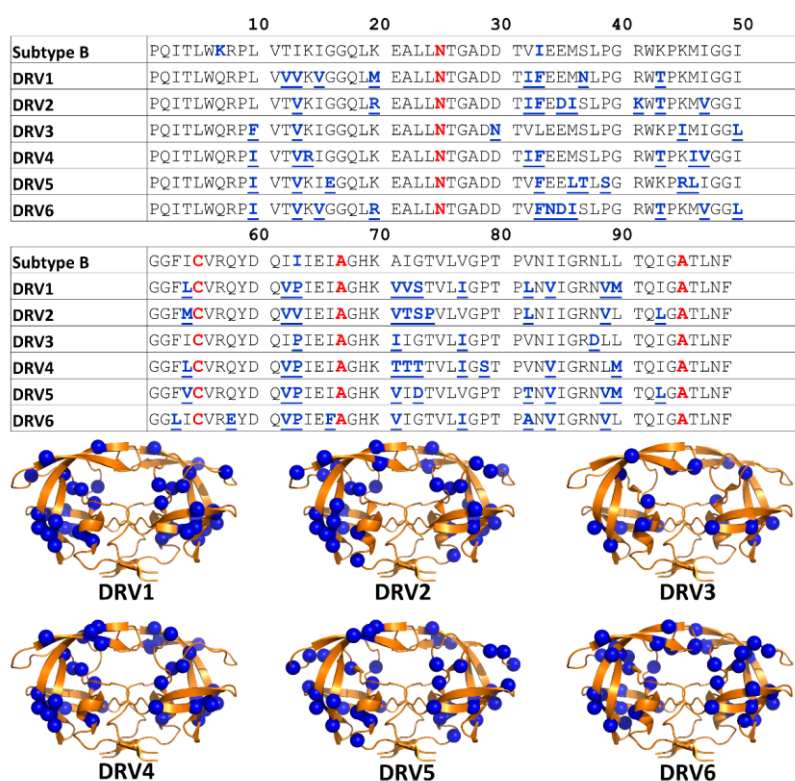 10 20 30 40 50
Subtype B PQITLWKRPL VTIKIGGQLK EALLNTGADD TVIEEMSLPG RWKPKMIGGI
DRV1 PQITLWQRPL VVVKVGGQLM EALLNTGADD TIFEEMNLPG RWTPKMIGGI
DRV2 PQITLWQRPL VTVKIGGQLR EALLNTGADD TIFEDISLPG KWTPKMVGGI
DRV3 PQITLWQRPF VTVKIGGQLK EALLNTGADN TVLEEMSLPG RWKPIMIGGL
DRV4 PQITLWQRPI VTVRIGGQLK EALLNTGADD TIFEEMSLPG RWTPKIVGGI
DRV5 PQITLWQRPI VTVKIEGQLK EALLNTGADD TVFEELTLSG RWKPRLIGGI
DRV6 PQITLWQRPI VTVKVGGQLR EALLNTGADD TVFNDISLPG RWTPKMVGGL
60 70 80 90
Subtype B GGFICVRQYD QIIIEIAGHK AIGTVLVGPT PVNIIGRNLL TQIGATLNF
DRV1 GGFLCVRQYD QVPIEIAGHK VVSTVLIGPT PLNVIGRNVM TQIGATLNF
DRV2 GGFMCVRQYD QVVIEIAGHK VTSPVLVGPT PLNIIGRNVL TQLGATLNF
DRV3 GGFICVRQYD QIPIEIAGHK IIGTVLIGPT PVNIIGRDLL TQIGATLNF
DRV4 GGFLCVRQYD QVPIEIAGHK TTTTVLIGST PVNVIGRNLM TQIGATLNF
DRV5 GGFVCVRQYD QVPIEIAGHK VIDTVLVGPT PTNVIGRNVM TQLGATLNF
DRV6 GGLICVREYD QVPIEFAGHK VIGTVLIGPT PANVIGRNVL TQIGATLNF
DRV1 DRV2 DRV3
DRV4 DRV5 DRV6